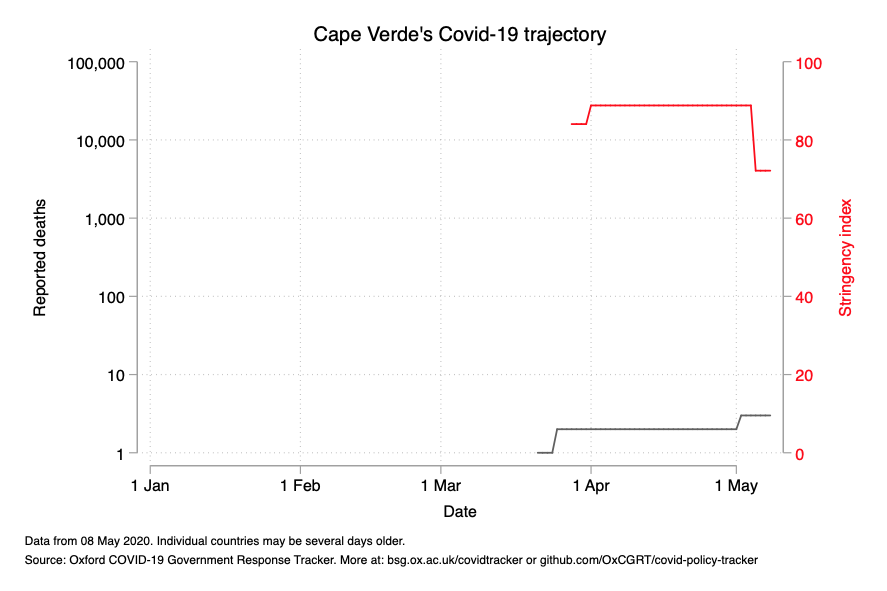 Cape Verde's Covid-19 trajectory
100,000
10,000
1,000
100
10
1
Reported deaths
100
80
60
40
20
0
Stringency index
1 Jan
1 Feb
1 Mar
1 Apr
1 May
Date
Data from 08 May 2020. Individual countries may be several days older.
Source: Oxford COVID-19 Government Response Tracker. More at: bsg.ox.ac.uk/covidtracker or github.com/OxCGRT/covid-policy-tracker